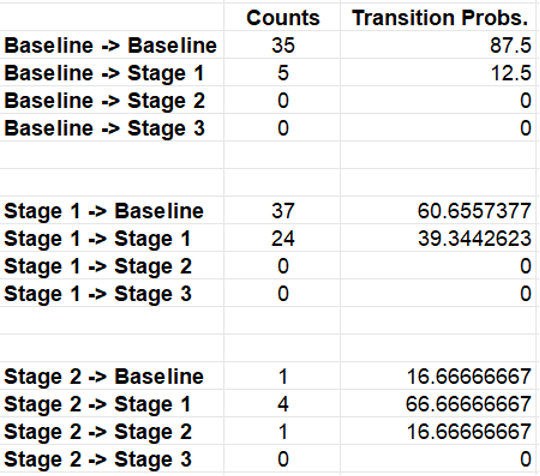 Counts Transition Probs.
Baseline -> Baseline 35 87.5
Baseline -> Stage 1 5 12.5
Baseline -> Stage 2 0 0
Baseline -> Stage 3 0 0
Stage 1 -> Baseline 37 60.6557377
Stage 1 -> Stage 1 24 39.3442623
Stage 1 -> Stage 2 0 0
Stage 1 -> Stage 3 0 0
Stage 2 -> Baseline 1 16.66666667
Stage 2 -> Stage 1 4 66.66666667
Stage 2 -> Stage 2 1 16.66666667
Stage 2 -> Stage 3 0 0